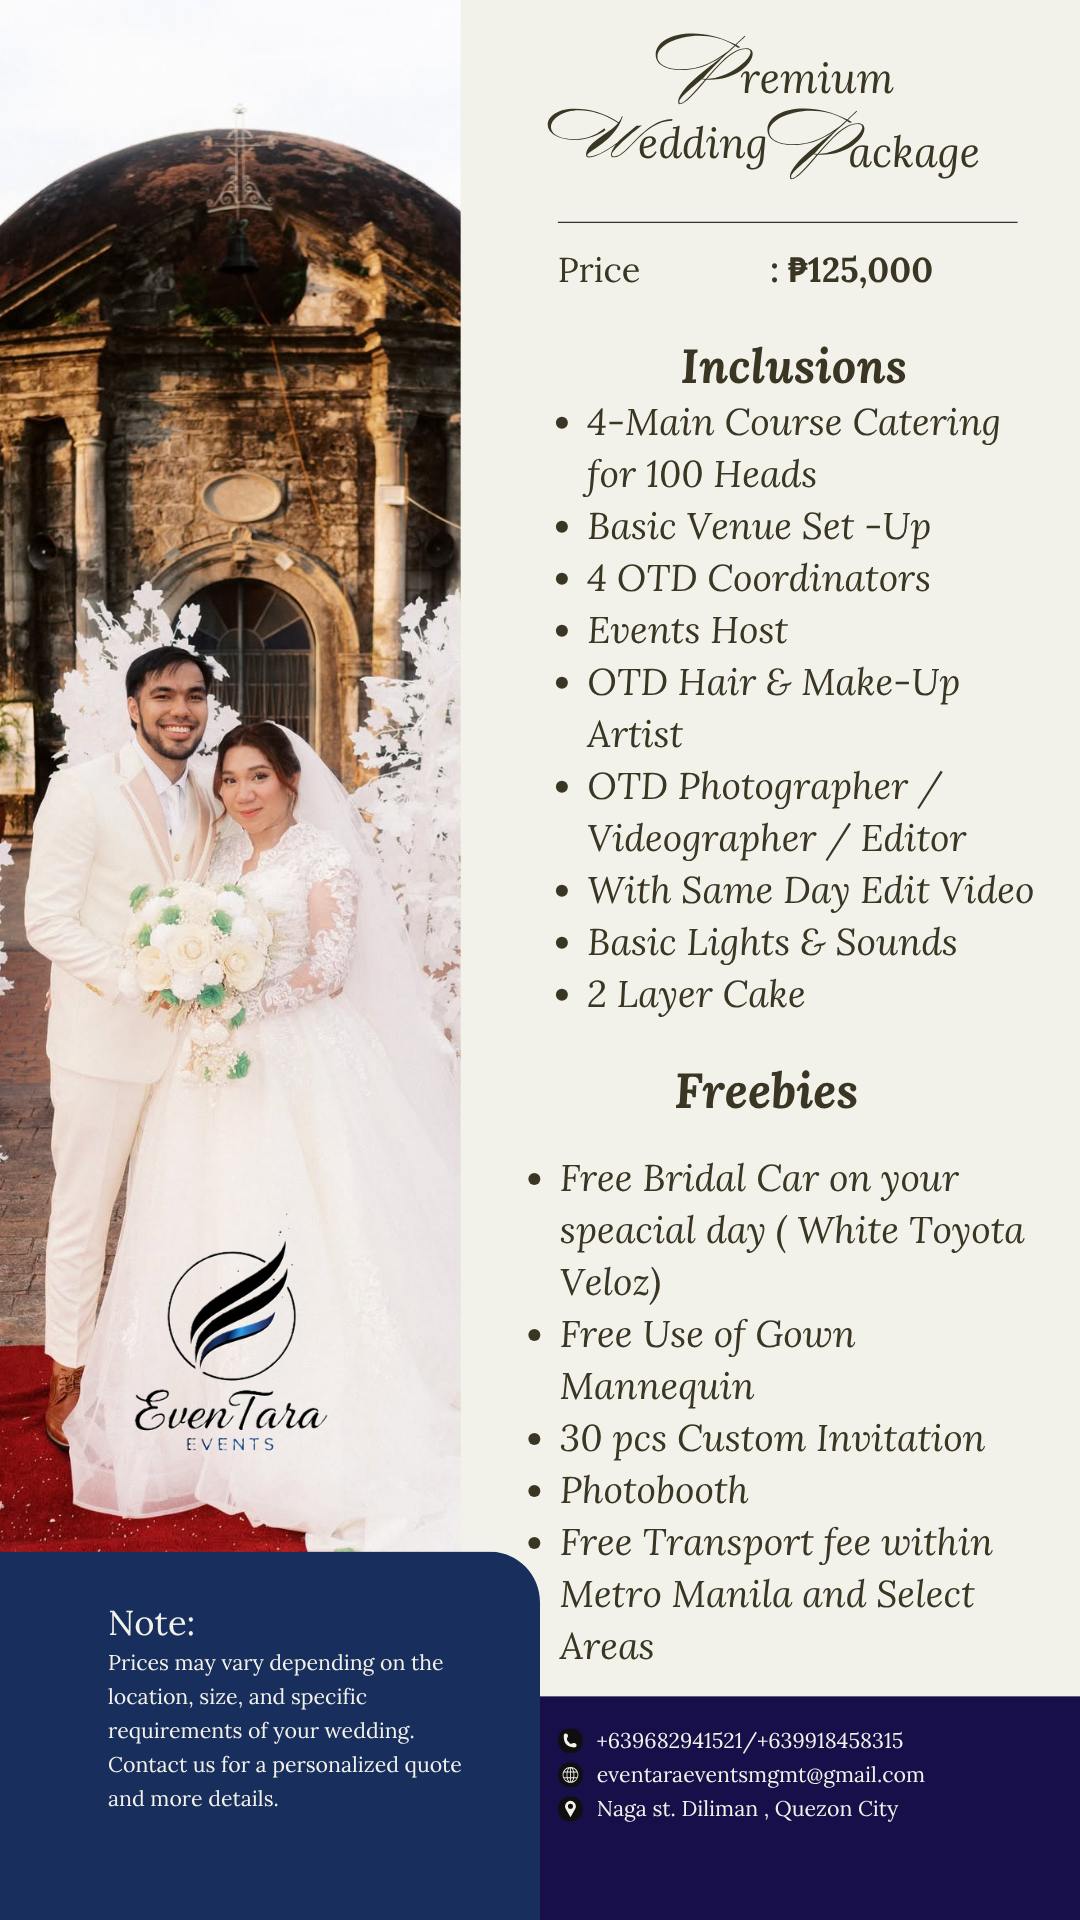 Premium
Wedding Package
Price : ₱125,000
Inclusions
• 4-Main Course Catering
for 100 Heads
• Basic Venue Set -Up
• 4 OTD Coordinators
• Events Host
• OTD Hair & Make-Up
Artist
• OTD Photographer /
Videographer / Editor
• With Same Day Edit Video
• Basic Lights & Sounds
• 2 Layer Cake
Freebies
• Free Bridal Car on your
speacial day ( White Toyota
Veloz)
• Free Use of Gown
Mannequin
• 30 pcs Custom Invitation
• Photobooth
• Free Transport fee within
Metro Manila and Select
Areas
EvenTara
EVENTS
Note:
Prices may vary depending on the
location, size, and specific
requirements of your wedding.
Contact us for a personalized quote
and more details.
+639682941521/+639918458315
eventaraeventsmgmt@gmail.com
Naga st. Diliman , Quezon City